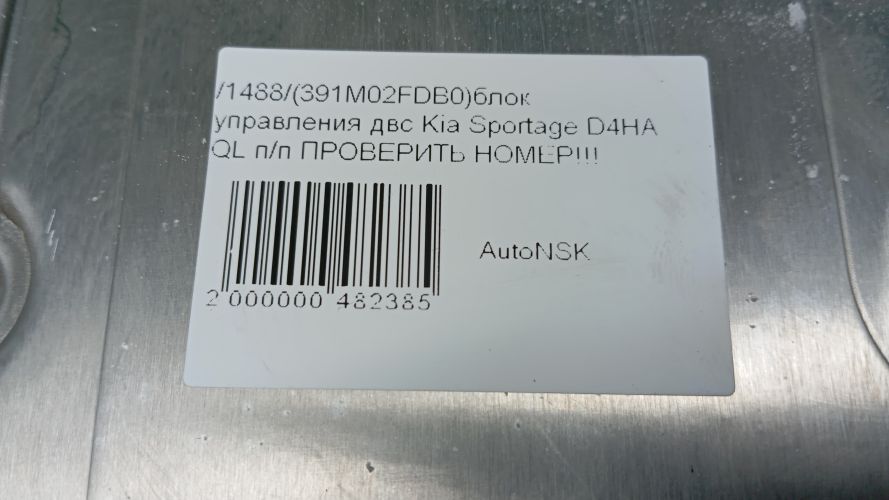 /1488/(391M02FDB0)блок
управления двс Kia Sportage D4HA
QL п/п ПРОВЕРИТЬ НОМЕР!!!
AutoNSK
2 000000 482385